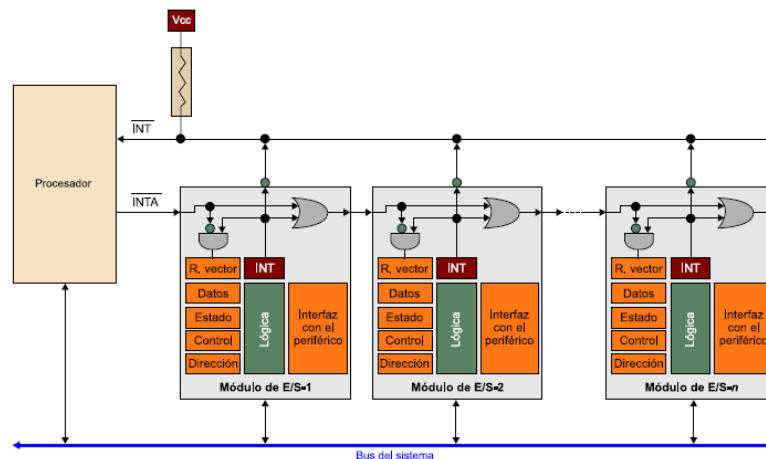 Vcc
INT
Procesador
INTA
R, vector
INT
Datos
Estado
Control
Dirección
Lógica
Interfaz
con el
periférico
Módulo de E/S-1
R, vector
INT
Datos
Estado
Control
Dirección
Lógica
Interfaz
con el
periférico
Módulo de E/S-2
R, vector
INT
Datos
Estado
Control
Dirección
Lógica
Interfaz
con el
periférico
Módulo de E/S-n
Bus del sistema